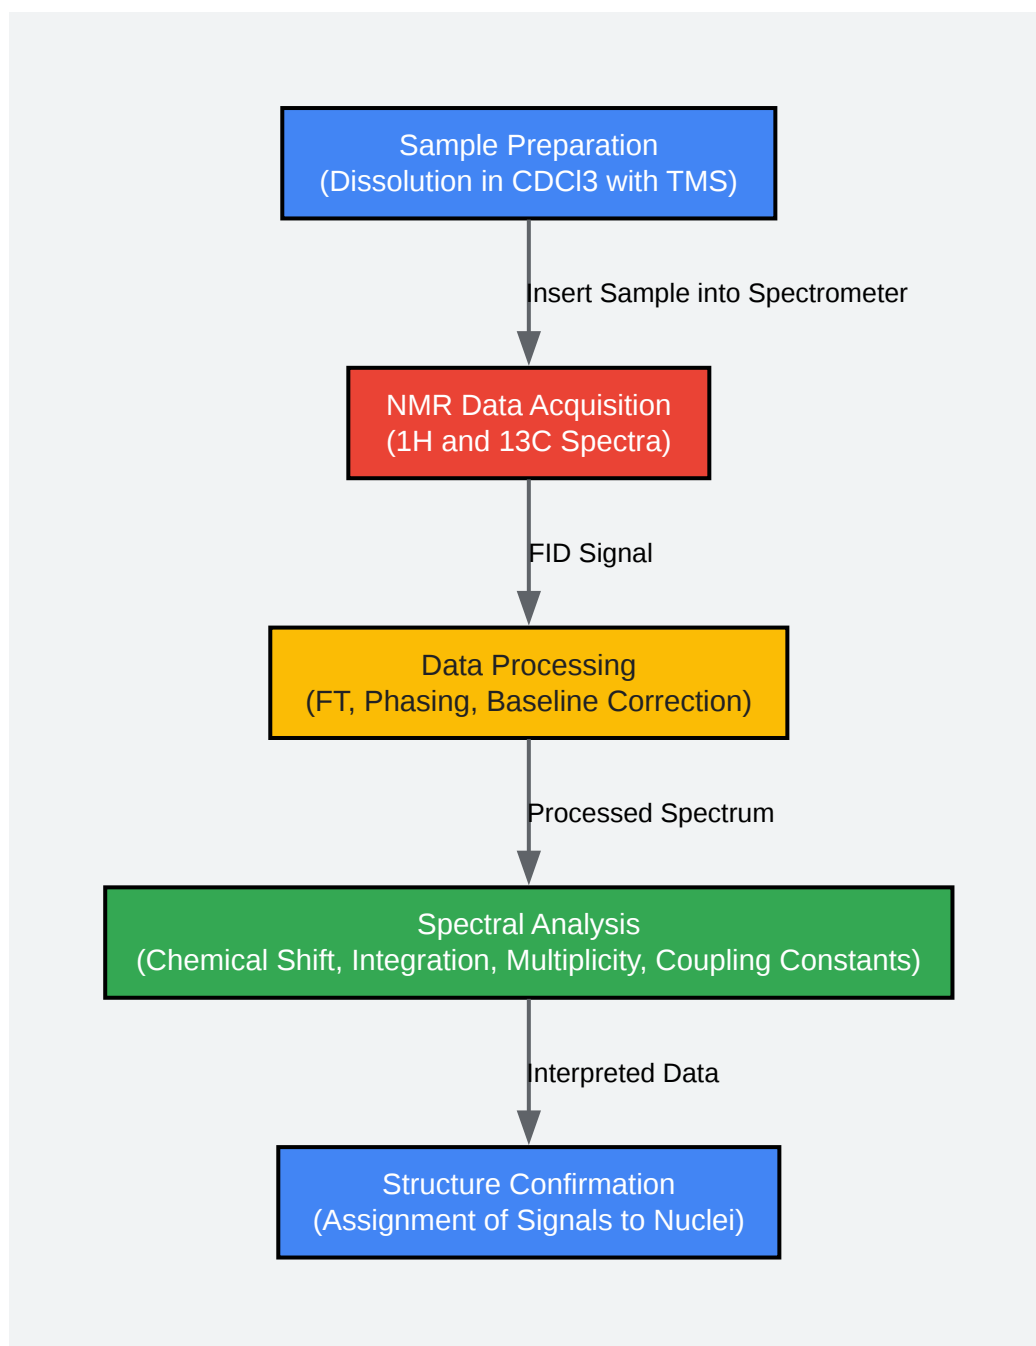 Sample Preparation
(Dissolution in CDCl3 with TMS)
Insert Sample into Spectrometer
NMR Data Acquisition
(1H and 13C Spectra)
FID Signal
Data Processing
(FT, Phasing, Baseline Correction)
Processed Spectrum
Spectral Analysis
(Chemical Shift, Integration, Multiplicity, Coupling Constants)
Interpreted Data
Structure Confirmation
(Assignment of Signals to Nuclei)